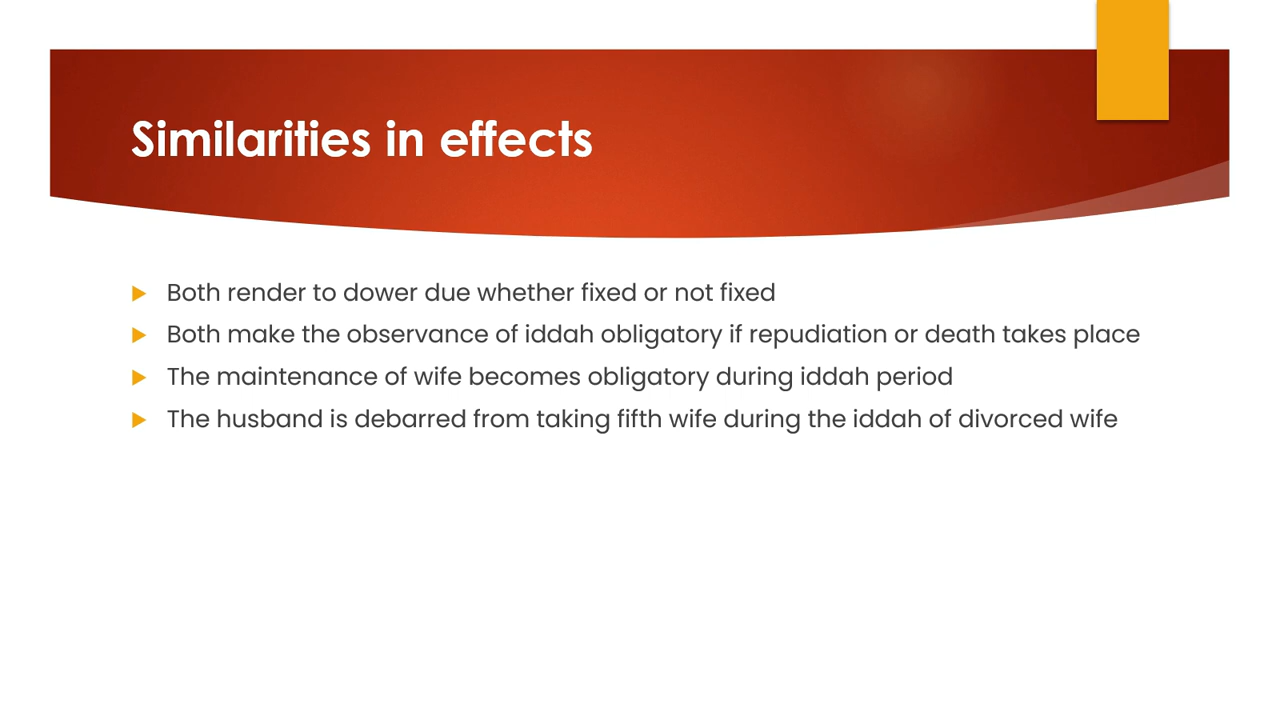 Similarities in effects
Both render to dower due whether fixed or not fixed
Both make the observance of iddah obligatory if repudiation or death takes place
The maintenance of wife becomes obligatory during iddah period
The husband is debarred from taking fifth wife during the iddah of divorced wife